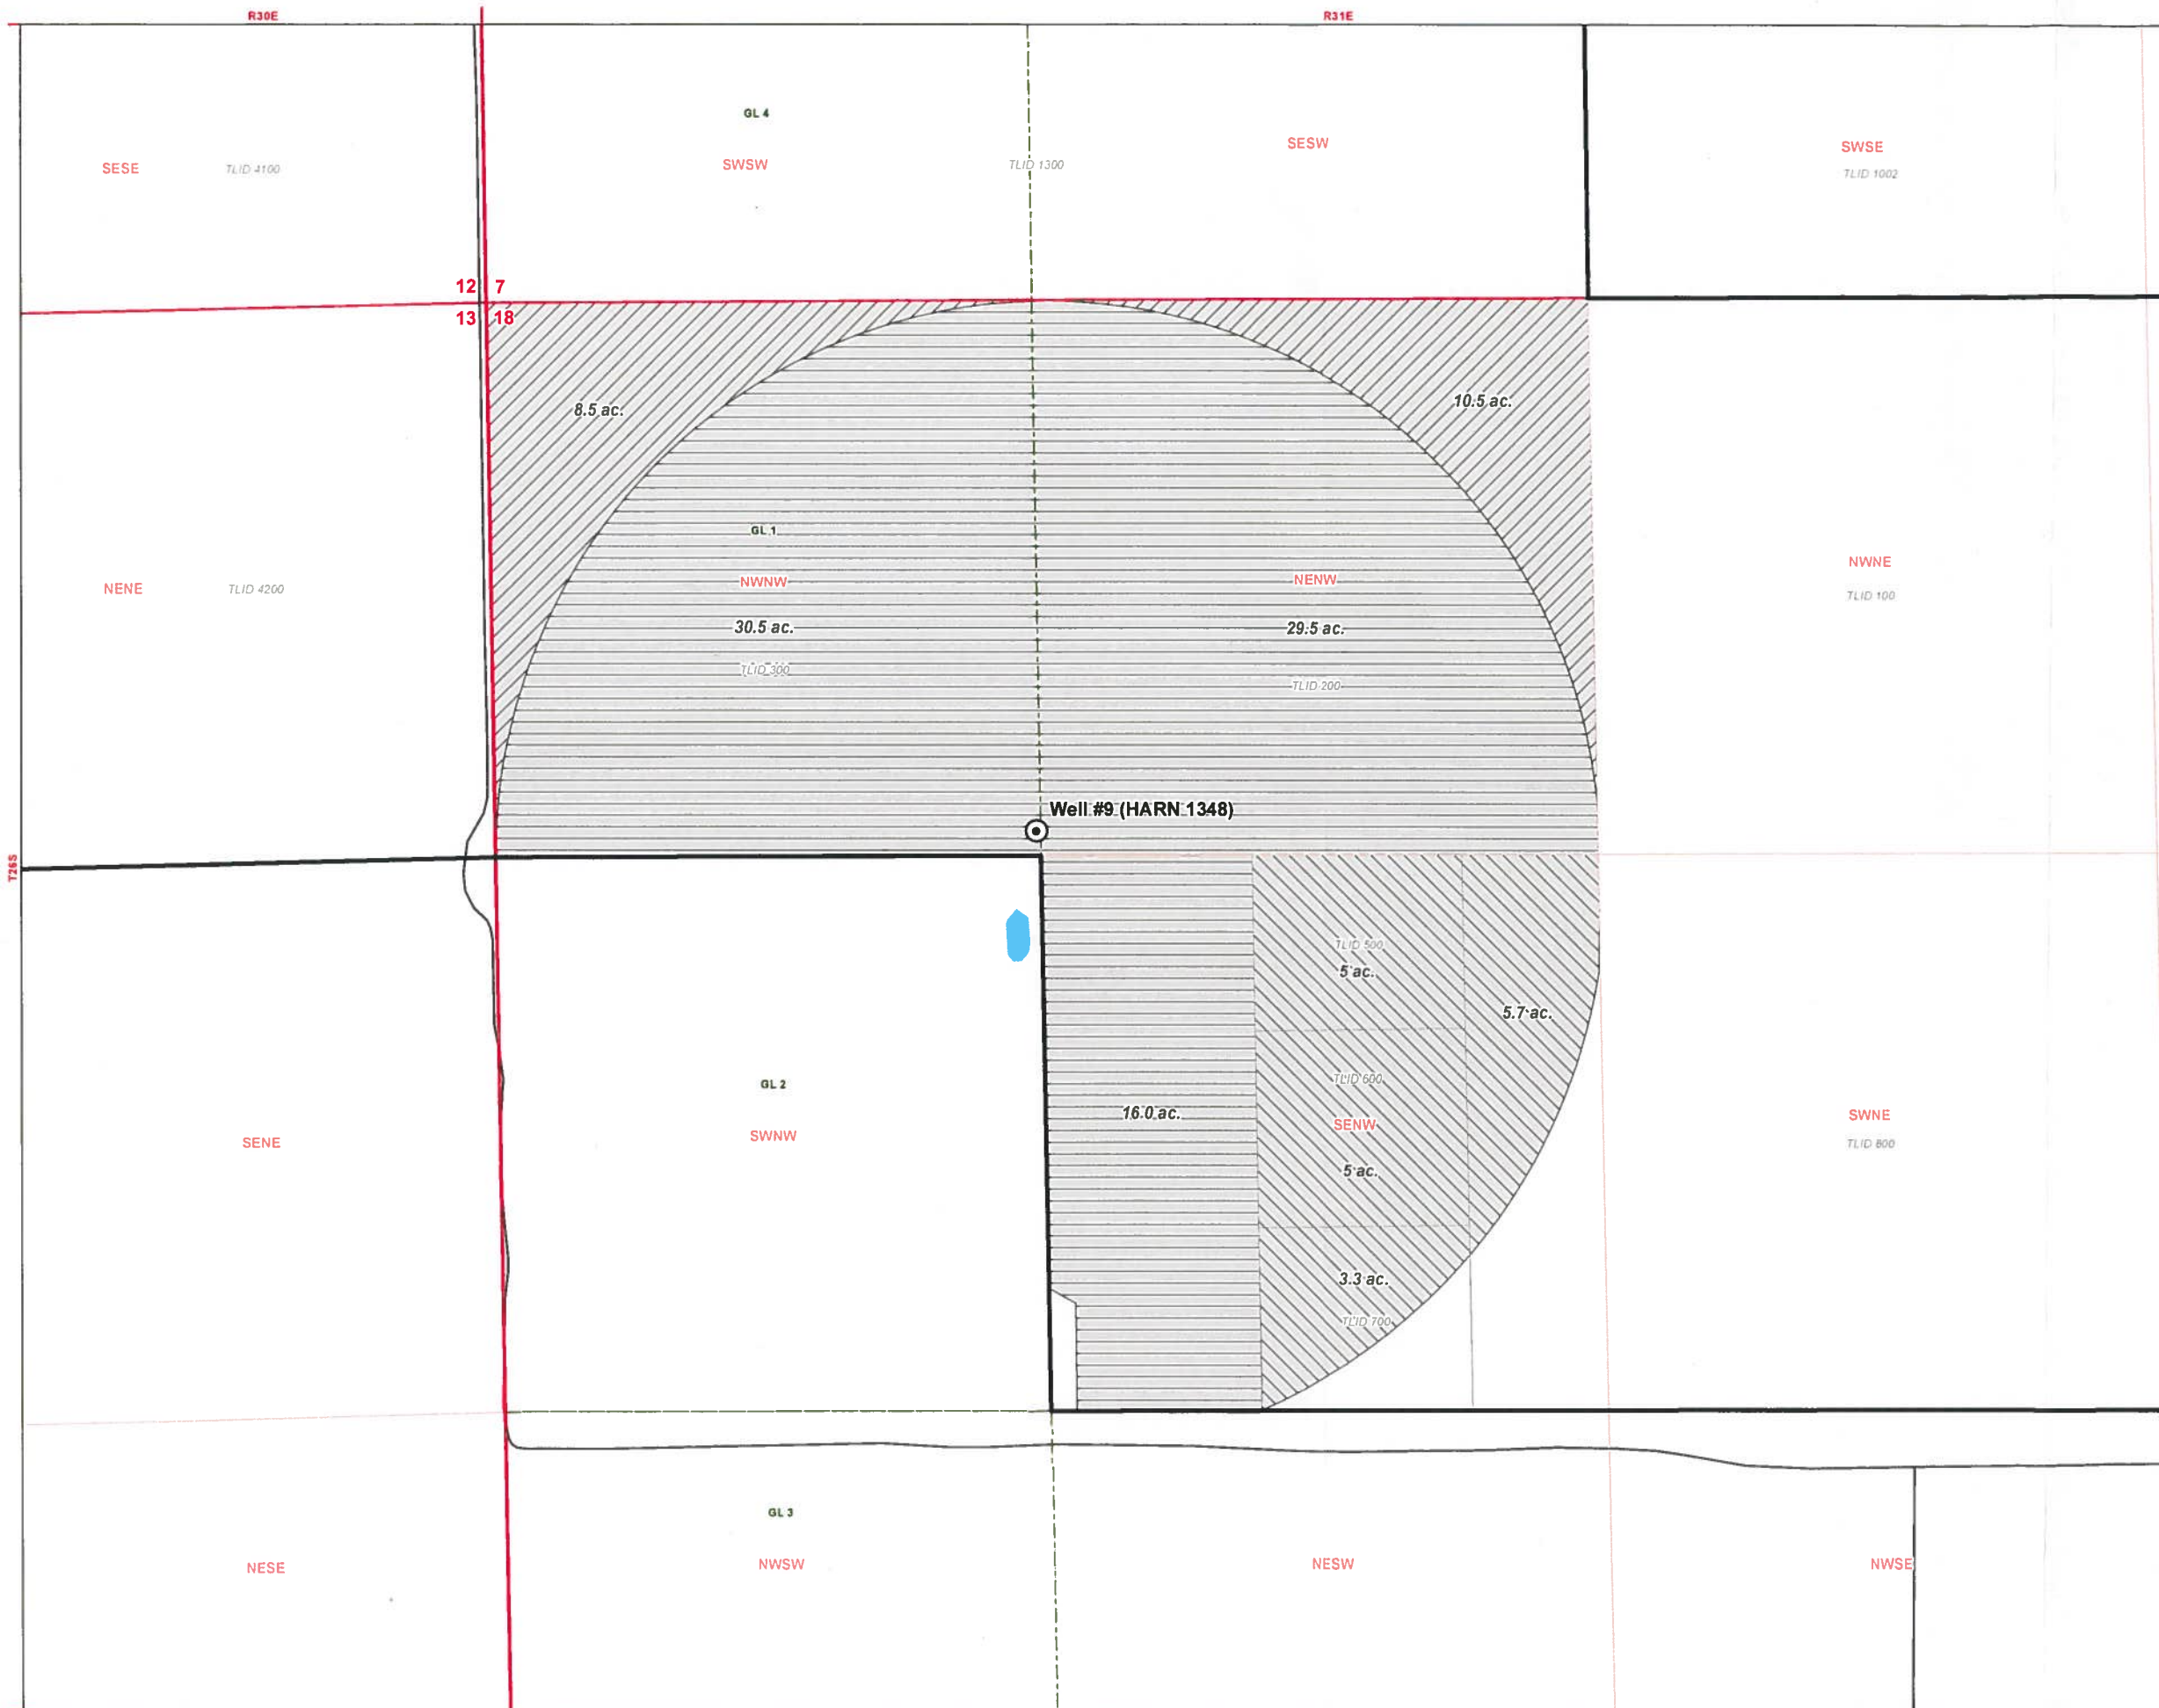 R30E
R31E
GL 4
SESW
SWSE
SESE
TLID 4100
SWSW
TLID 1300
TLID 1002
12 7
13 18
8.5 ac.
10.5 ac.
GL 1
NWNE
NENE
TLID 4200
NWNW
NENW
TLID 100
30.5 ac.
29.5 ac.
TLID 300
TLID 200
Well #9 (HARN 1348)
T26S
TLID 500
5 ac.
5.7 ac.
GL 2
TLID 600
16.0 ac.
SENW
SWNE
SENE
SWNW
TLID 800
5 ac.
3.3 ac.
TLID 700
GL 3
NESE
NWSW
NESW
NWSE